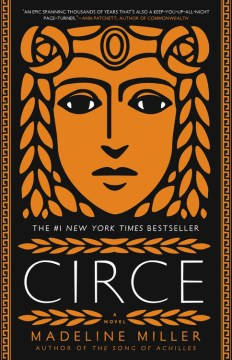 "AN EPIC SPANNING THOUSANDS OF YEARS THAT'S ALSO A KEEP-YOU-UP-ALL-NIGHT
PAGE-TURNER." —ANN PATCHETT, AUTHOR OF COMMONWEALTH
THE #1 NEW YORK TIMES BESTSELLER
CIRCE
A
NOVEL
MADELINE MILLER
AUTHOR OF THE SONG OF ACHILLES